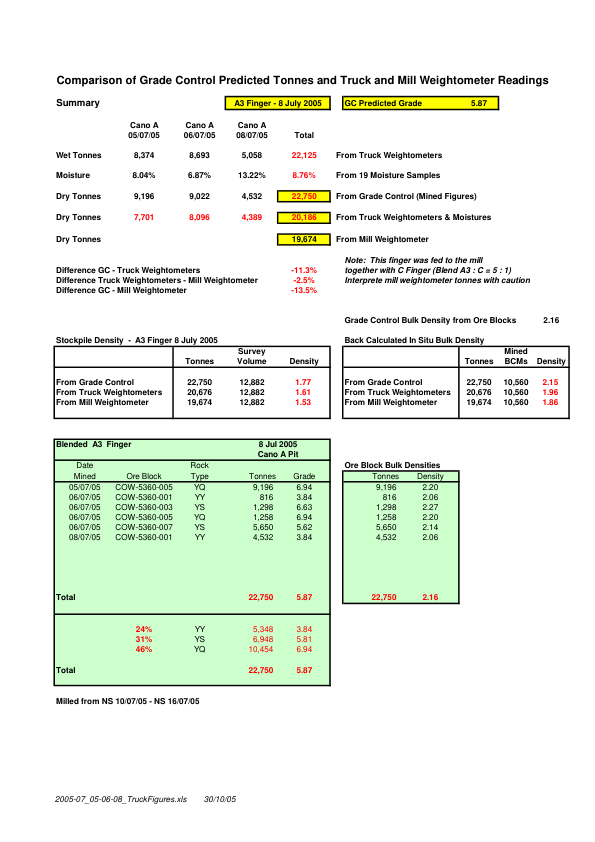 Comparison of Grade Control Predicted Tonnes and Truck and Mill Weightometer Readings
Summary A3 Finger - 8 July 2005 GC Predicted Grade 5.87
Cano A Cano A Cano A
05/07/05 06/07/05 08/07/05 Total
Wet Tonnes 8,374 8,693 5,058 22,125 From Truck Weightometers
Moisture 8.04% 6.87% 13.22% 8.76% From 19 Moisture Samples
Dry Tonnes 9,196 9,022 4,532 22,750 From Grade Control (Mined Figures)
Dry Tonnes 7,701 8,096 4,389 20,186 From Truck Weightometers & Moistures
Dry Tonnes 19,674 From Mill Weightometer
Note: This finger was fed to the mill
Difference GC - Truck Weightometers -11.3% together with C Finger (Blend A3 : C = 5 : 1)
Difference Truck Weightometers - Mill Weightometer -2.5% Interprete mill weightometer tonnes with caution
Difference GC - Mill Weightometer -13.5%
Grade Control Bulk Density from Ore Blocks 2.16
Stockpile Density - A3 Finger 8 July 2005 Back Calculated In Situ Bulk Density
Survey Mined
Tonnes Volume Density Tonnes BCMs Density
From Grade Control 22,750 12,882 1.77 From Grade Control 22,750 10,560 2.15
From Truck Weightometers 20,676 12,882 1.61 From Truck Weightometers 20,676 10,560 1.96
From Mill Weightometer 19,674 12,882 1.53 From Mill Weightometer 19,674 10,560 1.86
Blended A3 Finger 8 Jul 2005
Cano A Pit
Date Rock Ore Block Bulk Densities
Mined Ore Block Type Tonnes Grade Tonnes Density
05/07/05 COW-5360-005 YQ 9,196 6.94 9,196 2.20
06/07/05 COW-5360-001 YY 816 3.84 816 2.06
06/07/05 COW-5360-003 YS 1,298 6.63 1,298 2.27
06/07/05 COW-5360-005 YQ 1,258 6.94 1,258 2.20
06/07/05 COW-5360-007 YS 5,650 5.62 5,650 2.14
08/07/05 COW-5360-001 YY 4,532 3.84 4,532 2.06
Total 22,750 5.87 22,750 2.16
24% YY 5,348 3.84
31% YS 6,948 5.81
46% YQ 10,454 6.94
Total 22,750 5.87
Milled from NS 10/07/05 - NS 16/07/05
2005-07_05-06-08_TruckFigures.xls 30/10/05